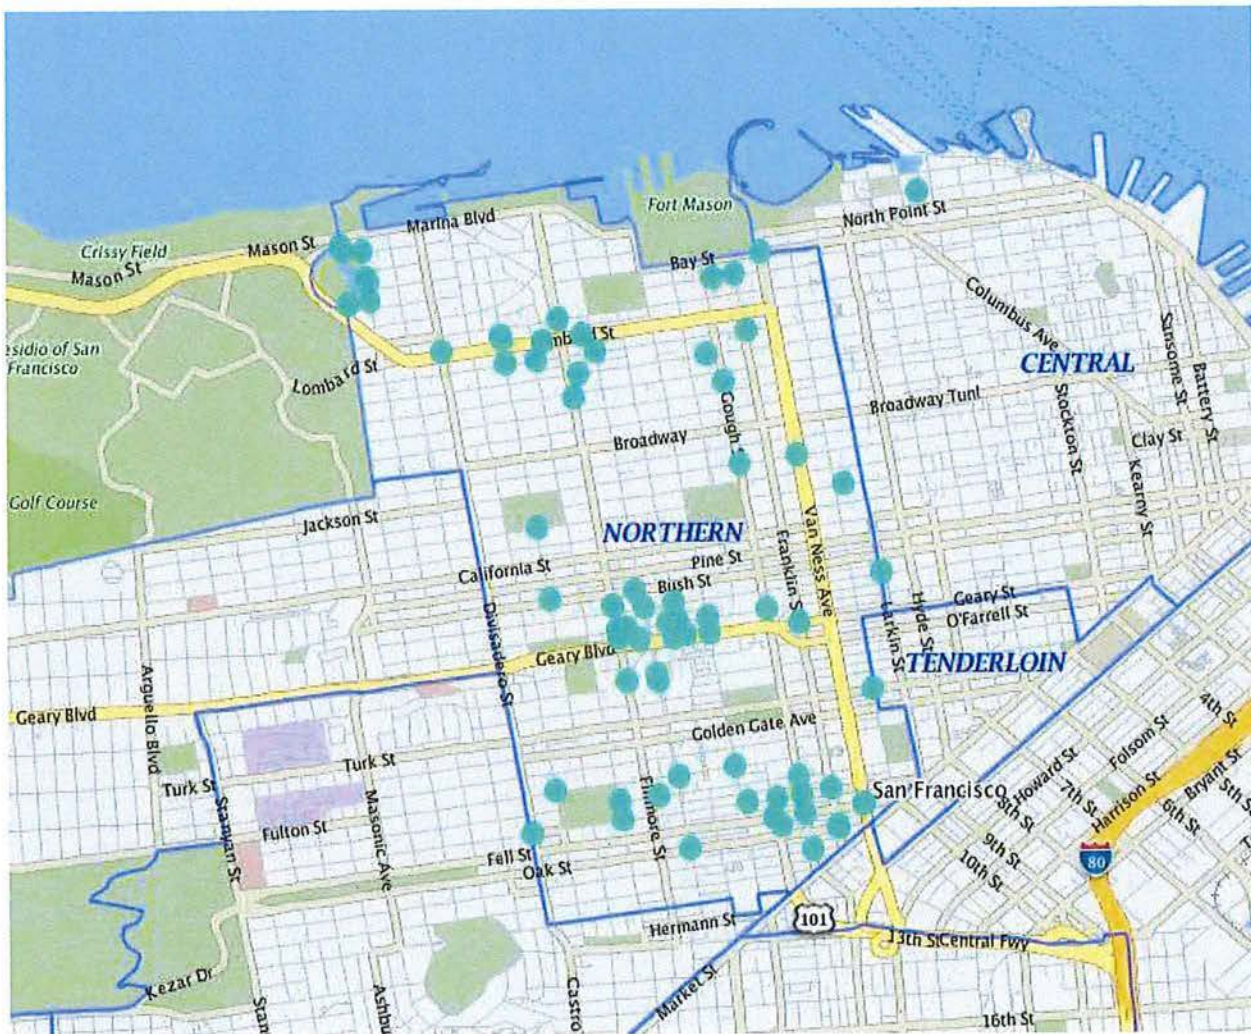 Fort Mason
North Point St
Marina Blvd
Mason St
Crissy Field
Mason St
Bay St
Columbus Ave
Sansome St
Battery St
esidio of San
Francisco
Lombard St
CENTRAL
Broadway Tunl
Stockton St
Clay St
Kearny St
Broadway
Golf Course
Jackson St
NORTHERN
Van Ness Ave
Franklin S
Pine St
California St
Bush St
Geary St
O'Farrell St
Hyde St
Larkin St
Divisadero St
Geary Blvd
TENDERLOIN
Arguello Blvd
Geary Blvd
Golden Gate Ave
4th St
Folsom St
Bryant St
Turk St
Turk St
Howard St
Harrison St
5th St
7th St
6th St
8th St
San Francisco
Stanyan St
Masonic Ave
Fillmore St
Fulton St
Fell St
Oak St
9th St
10th St
80
Hermann St
101
13th St
Central Fwy
Kezar Dr
Market St
Stan
Ashbu
Castro
16th St